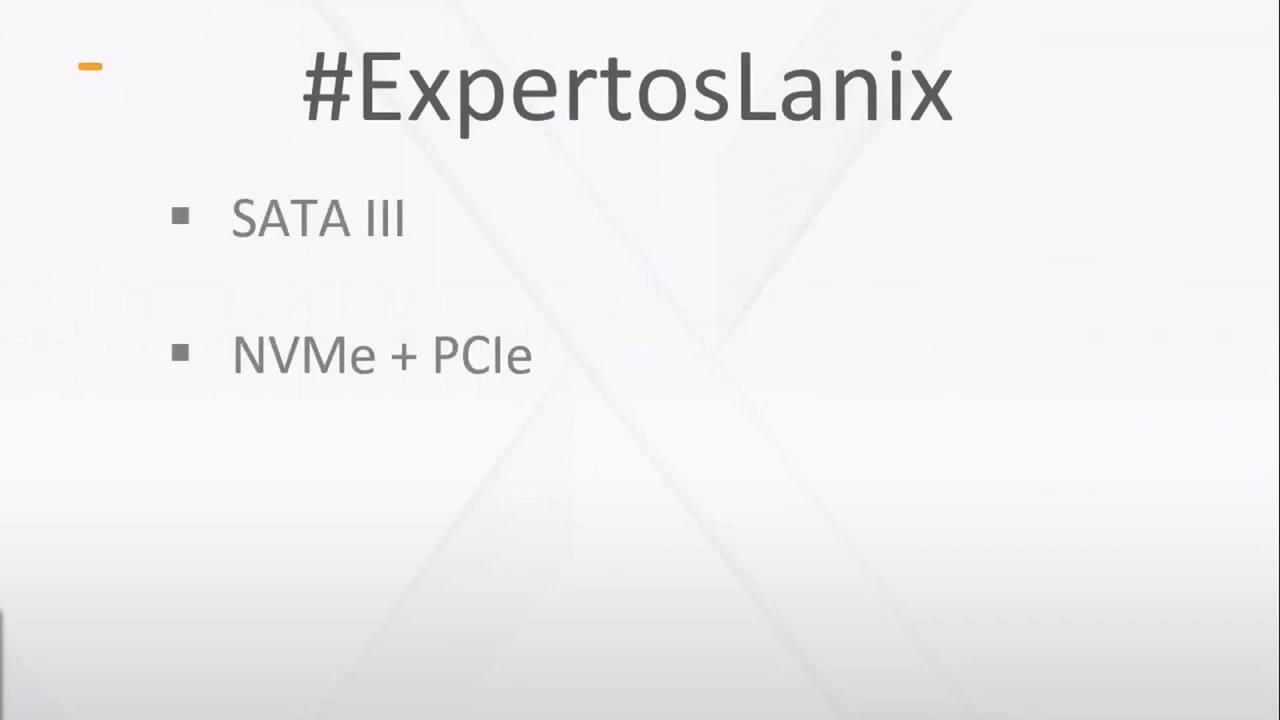 #ExpertosLanix
▪ SATA III
▪ NVMe + PCIe